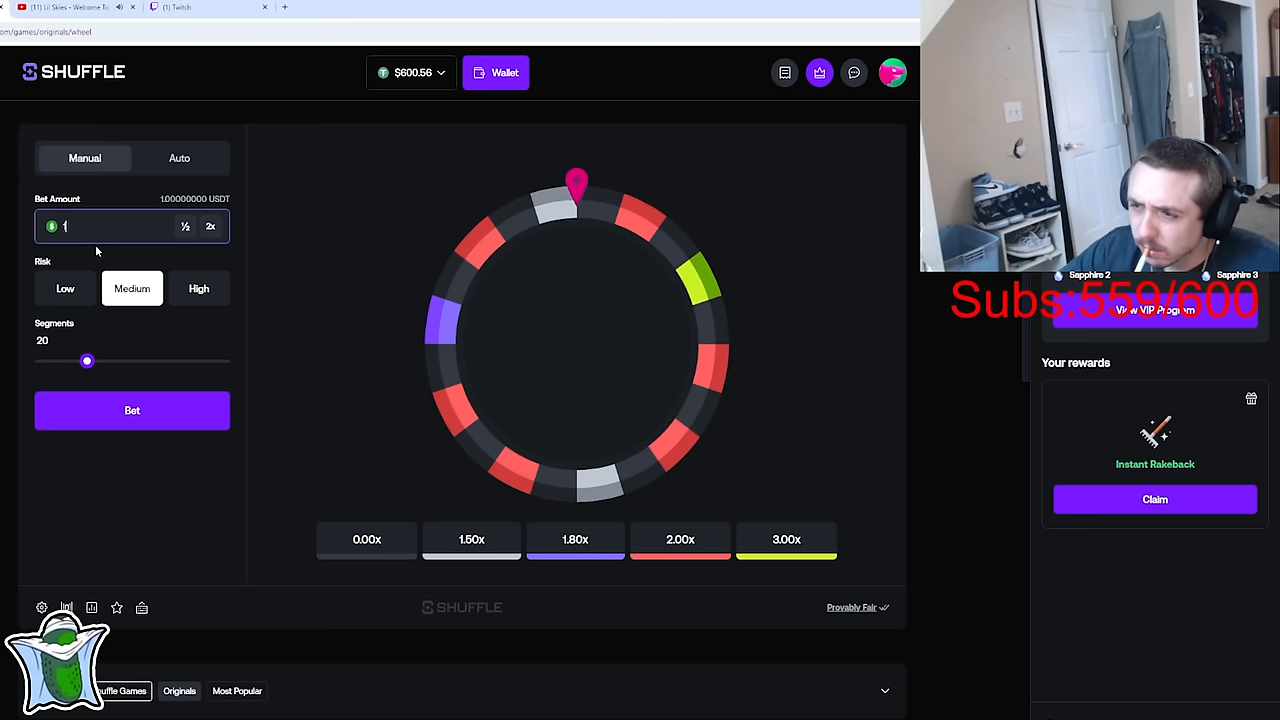 (11) Lil Skies - Welcome To
(1) Twitch
om/games/originals/wheel
SHUFFLE
$600.56
Wallet
Manual
Auto
Bet Amount
1.00000000 USDT
1
½
2x
Risk
Low
Medium
High
Segments
20
Bet
0.00x
1.50x
1.80x
2.00x
3.00x
SHUFFLE
Provably Fair
uffle Games
Originals
Most Popular
Sapphire 2
Sapphire 3
Subs:559/600
View VIP Program
Your rewards
Instant Rakeback
Claim